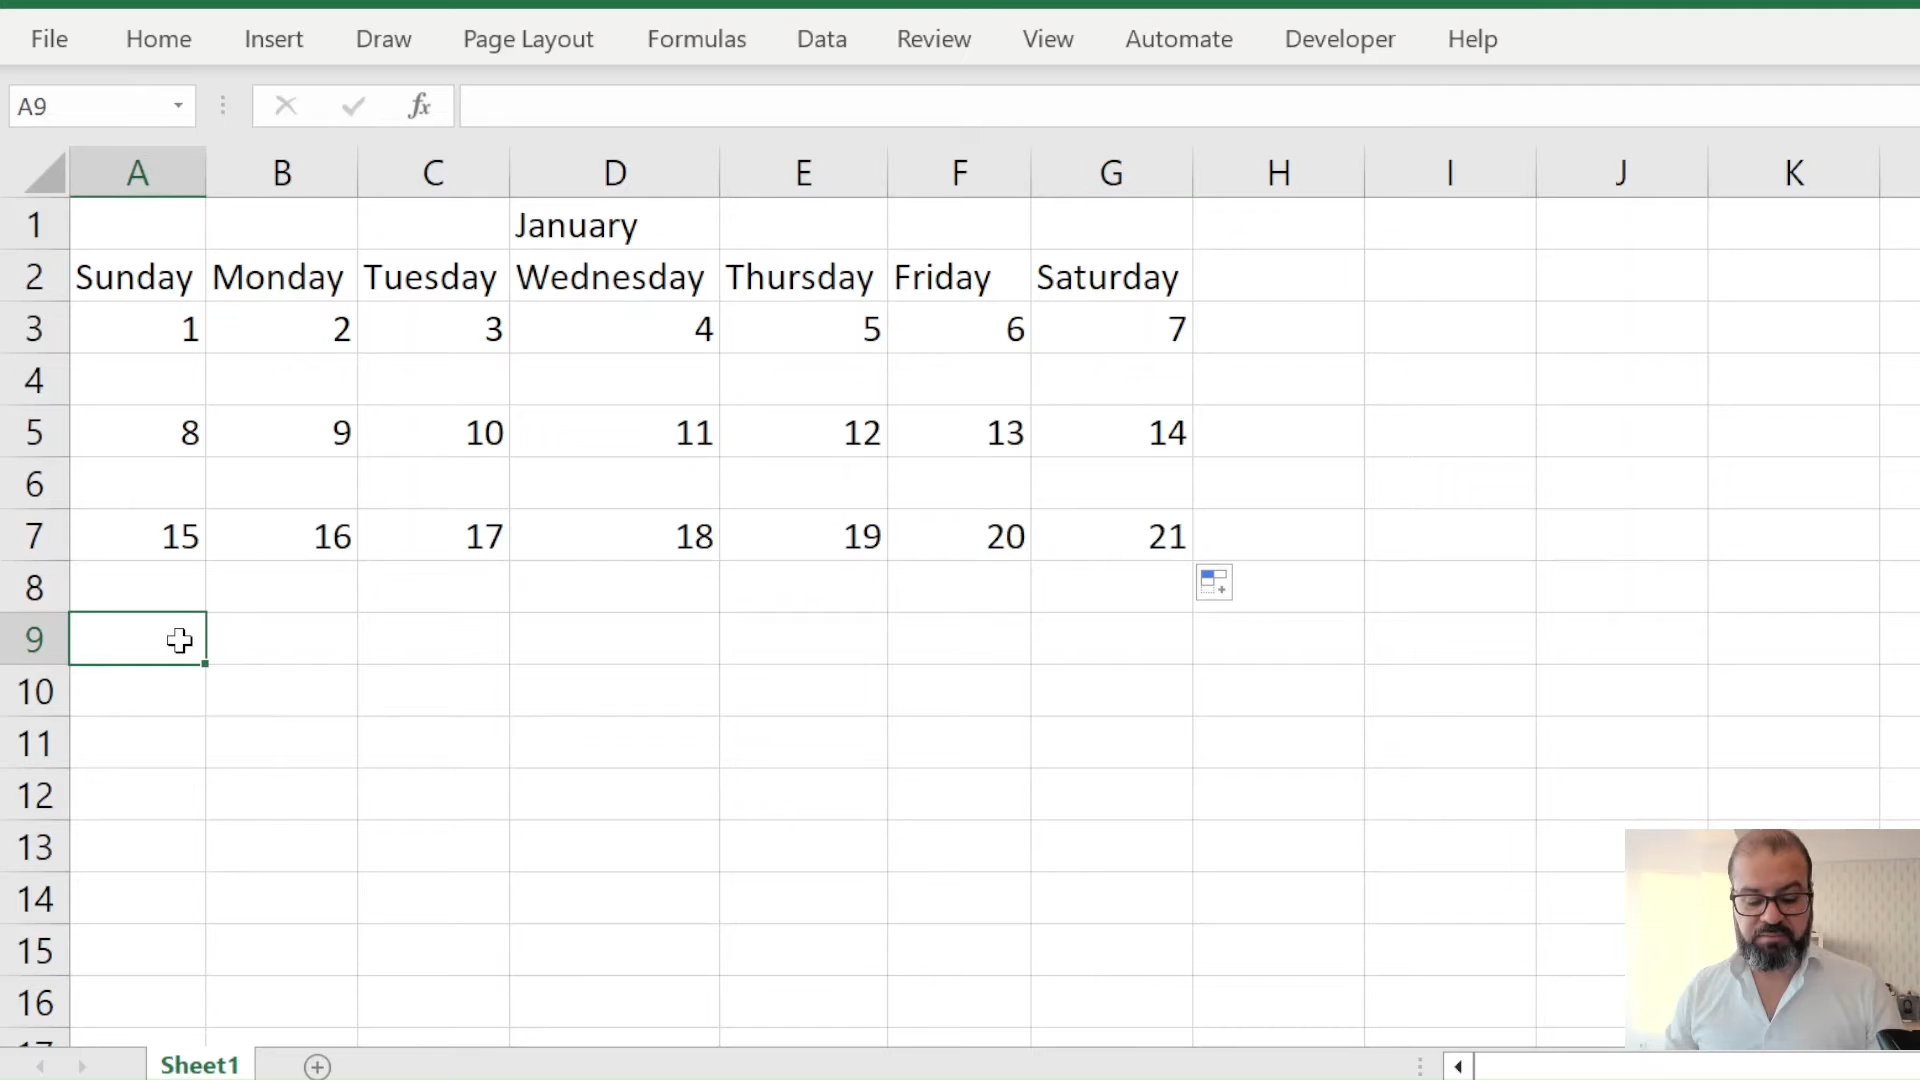 File Home Insert Draw Page Layout Formulas Data Review View Automate Developer Help
A9 fx
A B C D E F G H I J K
1 January
2 Sunday Monday Tuesday Wednesday Thursday Friday Saturday
3 1 2 3 4 5 6 7
4
5 8 9 10 11 12 13 14
6
7 15 16 17 18 19 20 21
8
9
10
11
12
13
14
15
16
17
Sheet1